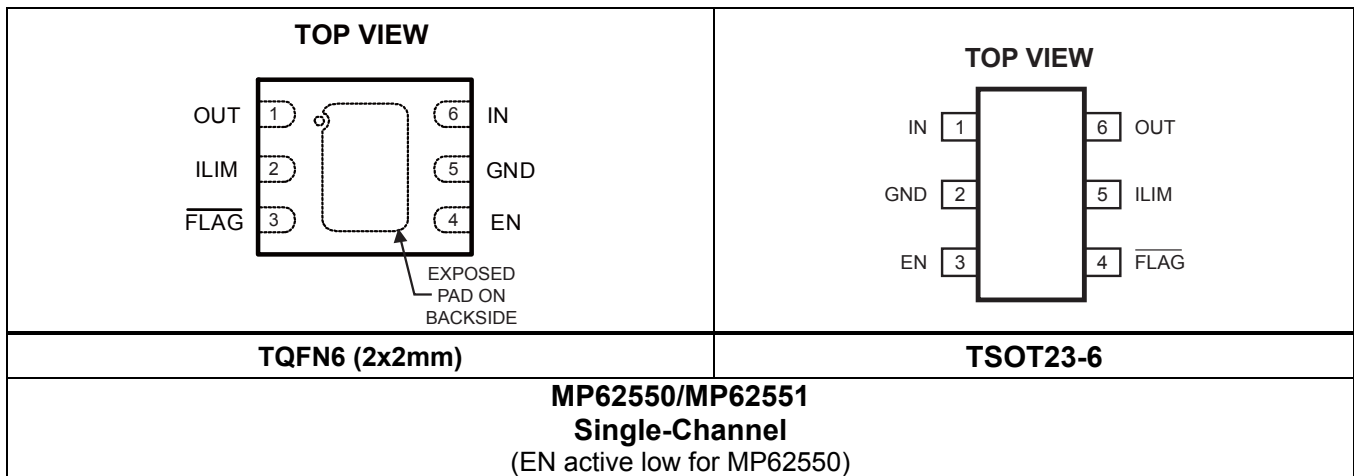 TOP VIEW
OUT 1
6 IN
ILIM 2
5 GND
FLAG 3
4 EN
EXPOSED
PAD ON
BACKSIDE
TOP VIEW
IN 1
6 OUT
GND 2
5 ILIM
EN 3
4 FLAG
TQFN6 (2x2mm)
TSOT23-6
MP62550/MP62551
Single-Channel
(EN active low for MP62550)